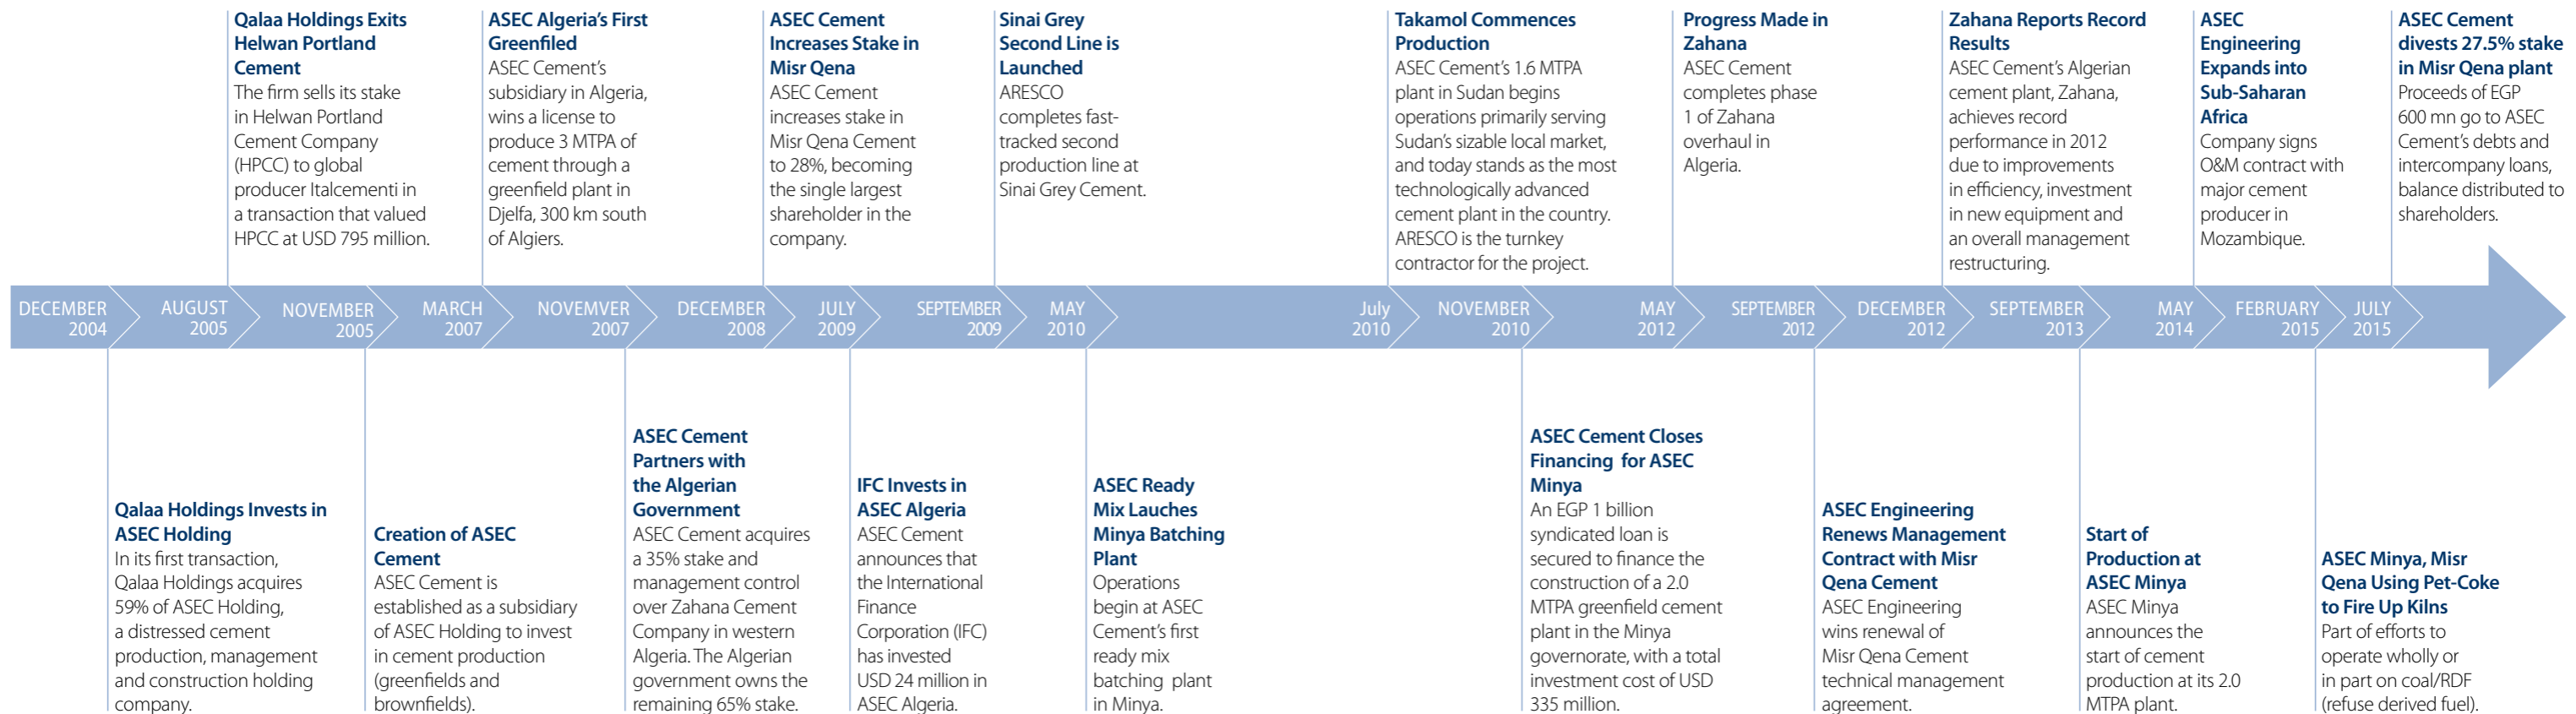 Qalaa Holdings Exits
Helwan Portland
Cement
The firm sells its stake
in Helwan Portland
Cement Company
(HPCC) to global
producer Italcementi in
a transaction that valued
HPCC at USD 795 million.
ASEC Algeria’s First
Greenfiled
ASEC Cement’s
subsidiary in Algeria,
wins a license to
produce 3 MTPA of
cement through a
greenfield plant in
Djelfa, 300 km south
of Algiers.
ASEC Cement
Increases Stake in
Misr Qena
ASEC Cement
increases stake in
Misr Qena Cement
to 28%, becoming
the single largest
shareholder in the
company.
Sinai Grey
Second Line is
Launched
ARESCO
completes fast-
tracked second
production line at
Sinai Grey Cement.
Takamol Commences
Production
ASEC Cement’s 1.6 MTPA
plant in Sudan begins
operations primarily serving
Sudan’s sizable local market,
and today stands as the most
technologically advanced
cement plant in the country.
ARESCO is the turnkey
contractor for the project.
Progress Made in
Zahana
ASEC Cement
completes phase
1 of Zahana
overhaul in
Algeria.
Zahana Reports Record
Results
ASEC Cement’s Algerian
cement plant, Zahana,
achieves record
performance in 2012
due to improvements
in efficiency, investment
in new equipment and
an overall management
restructuring.
ASEC
Engineering
Expands into
Sub-Saharan
Africa
Company signs
O&M contract with
major cement
producer in
Mozambique.
ASEC Cement
divests 27.5% stake
in Misr Qena plant
Proceeds of EGP
600 mn go to ASEC
Cement’s debts and
intercompany loans,
balance distributed to
shareholders.
DECEMBER
2004
AUGUST
2005
NOVEMBER
2005
MARCH
2007
NOVEMVER
2007
DECEMBER
2008
JULY
2009
SEPTEMBER
2009
MAY
2010
July
2010
NOVEMBER
2010
MAY
2012
SEPTEMBER
2012
DECEMBER
2012
SEPTEMBER
2013
MAY
2014
FEBRUARY
2015
JULY
2015
Qalaa Holdings Invests in
ASEC Holding
In its first transaction,
Qalaa Holdings acquires
59% of ASEC Holding,
a distressed cement
production, management
and construction holding
company.
Creation of ASEC
Cement
ASEC Cement is
established as a subsidiary
of ASEC Holding to invest
in cement production
(greenfields and
brownfields).
ASEC Cement
Partners with
the Algerian
Government
ASEC Cement acquires
a 35% stake and
management control
over Zahana Cement
Company in western
Algeria. The Algerian
government owns the
remaining 65% stake.
IFC Invests in
ASEC Algeria
ASEC Cement
announces that
the International
Finance
Corporation (IFC)
has invested
USD 24 million in
ASEC Algeria.
ASEC Ready
Mix Lauches
Minya Batching
Plant
Operations
begin at ASEC
Cement’s first
ready mix
batching plant
in Minya.
ASEC Cement Closes
Financing for ASEC
Minya
An EGP 1 billion
syndicated loan is
secured to finance the
construction of a 2.0
MTPA greenfield cement
plant in the Minya
governorate, with a total
investment cost of USD
335 million.
ASEC Engineering
Renews Management
Contract with Misr
Qena Cement
ASEC Engineering
wins renewal of
Misr Qena Cement
technical management
agreement.
Start of
Production at
ASEC Minya
ASEC Minya
announces the
start of cement
production at its 2.0
MTPA plant.
ASEC Minya, Misr
Qena Using Pet-Coke
to Fire Up Kilns
Part of efforts to
operate wholly or
in part on coal/RDF
(refuse derived fuel).